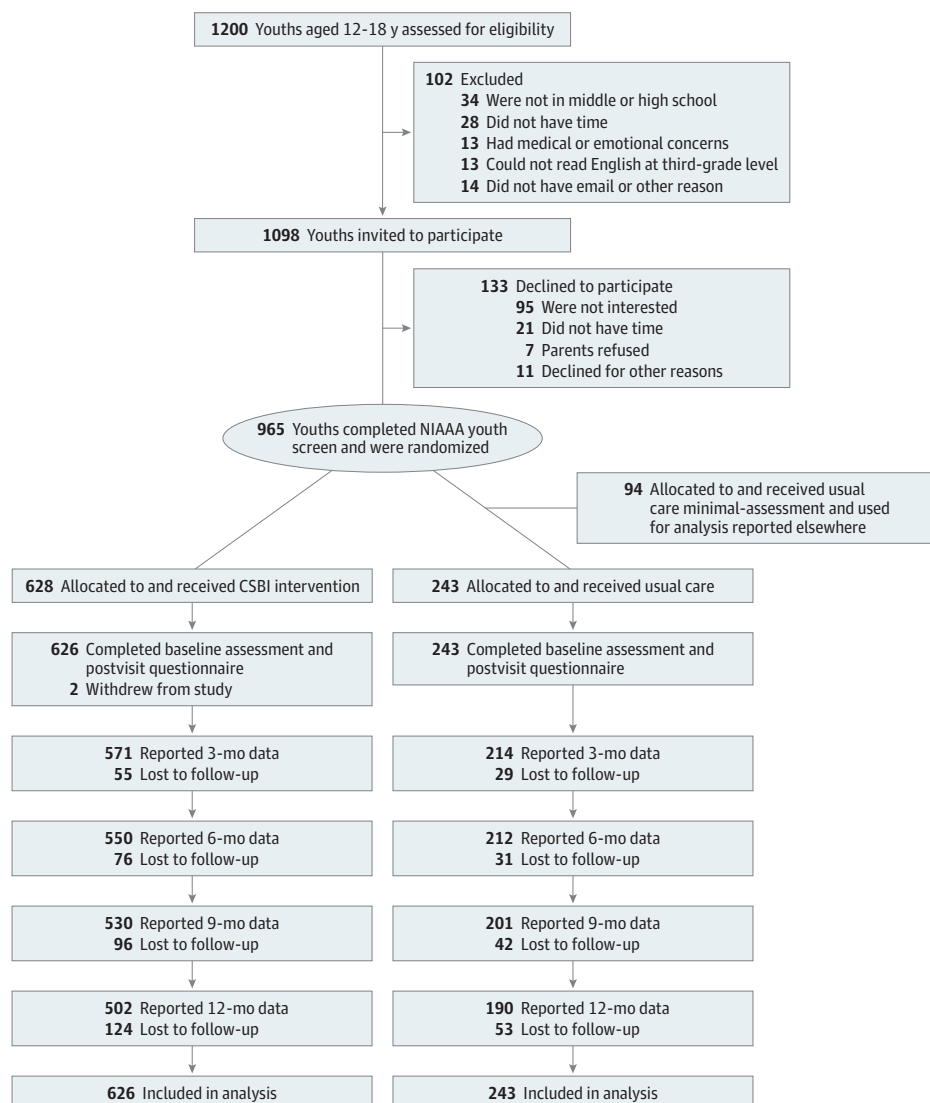 1200 Youths aged 12-18 y assessed for eligibility
102 Excluded
34 Were not in middle or high school
28 Did not have time
13 Had medical or emotional concerns
13 Could not read English at third-grade level
14 Did not have email or other reason
1098 Youths invited to participate
133 Declined to participate
95 Were not interested
21 Did not have time
7 Parents refused
11 Declined for other reasons
965 Youths completed NIAAA youth
screen and were randomized
94 Allocated to and received usual
care minimal-assessment and used
for analysis reported elsewhere
628 Allocated to and received CSBI intervention
243 Allocated to and received usual care
626 Completed baseline assessment and
postvisit questionnaire
2 Withdrew from study
243 Completed baseline assessment and
postvisit questionnaire
571 Reported 3-mo data
55 Lost to follow-up
214 Reported 3-mo data
29 Lost to follow-up
550 Reported 6-mo data
76 Lost to follow-up
212 Reported 6-mo data
31 Lost to follow-up
530 Reported 9-mo data
96 Lost to follow-up
201 Reported 9-mo data
42 Lost to follow-up
502 Reported 12-mo data
124 Lost to follow-up
190 Reported 12-mo data
53 Lost to follow-up
626 Included in analysis
243 Included in analysis